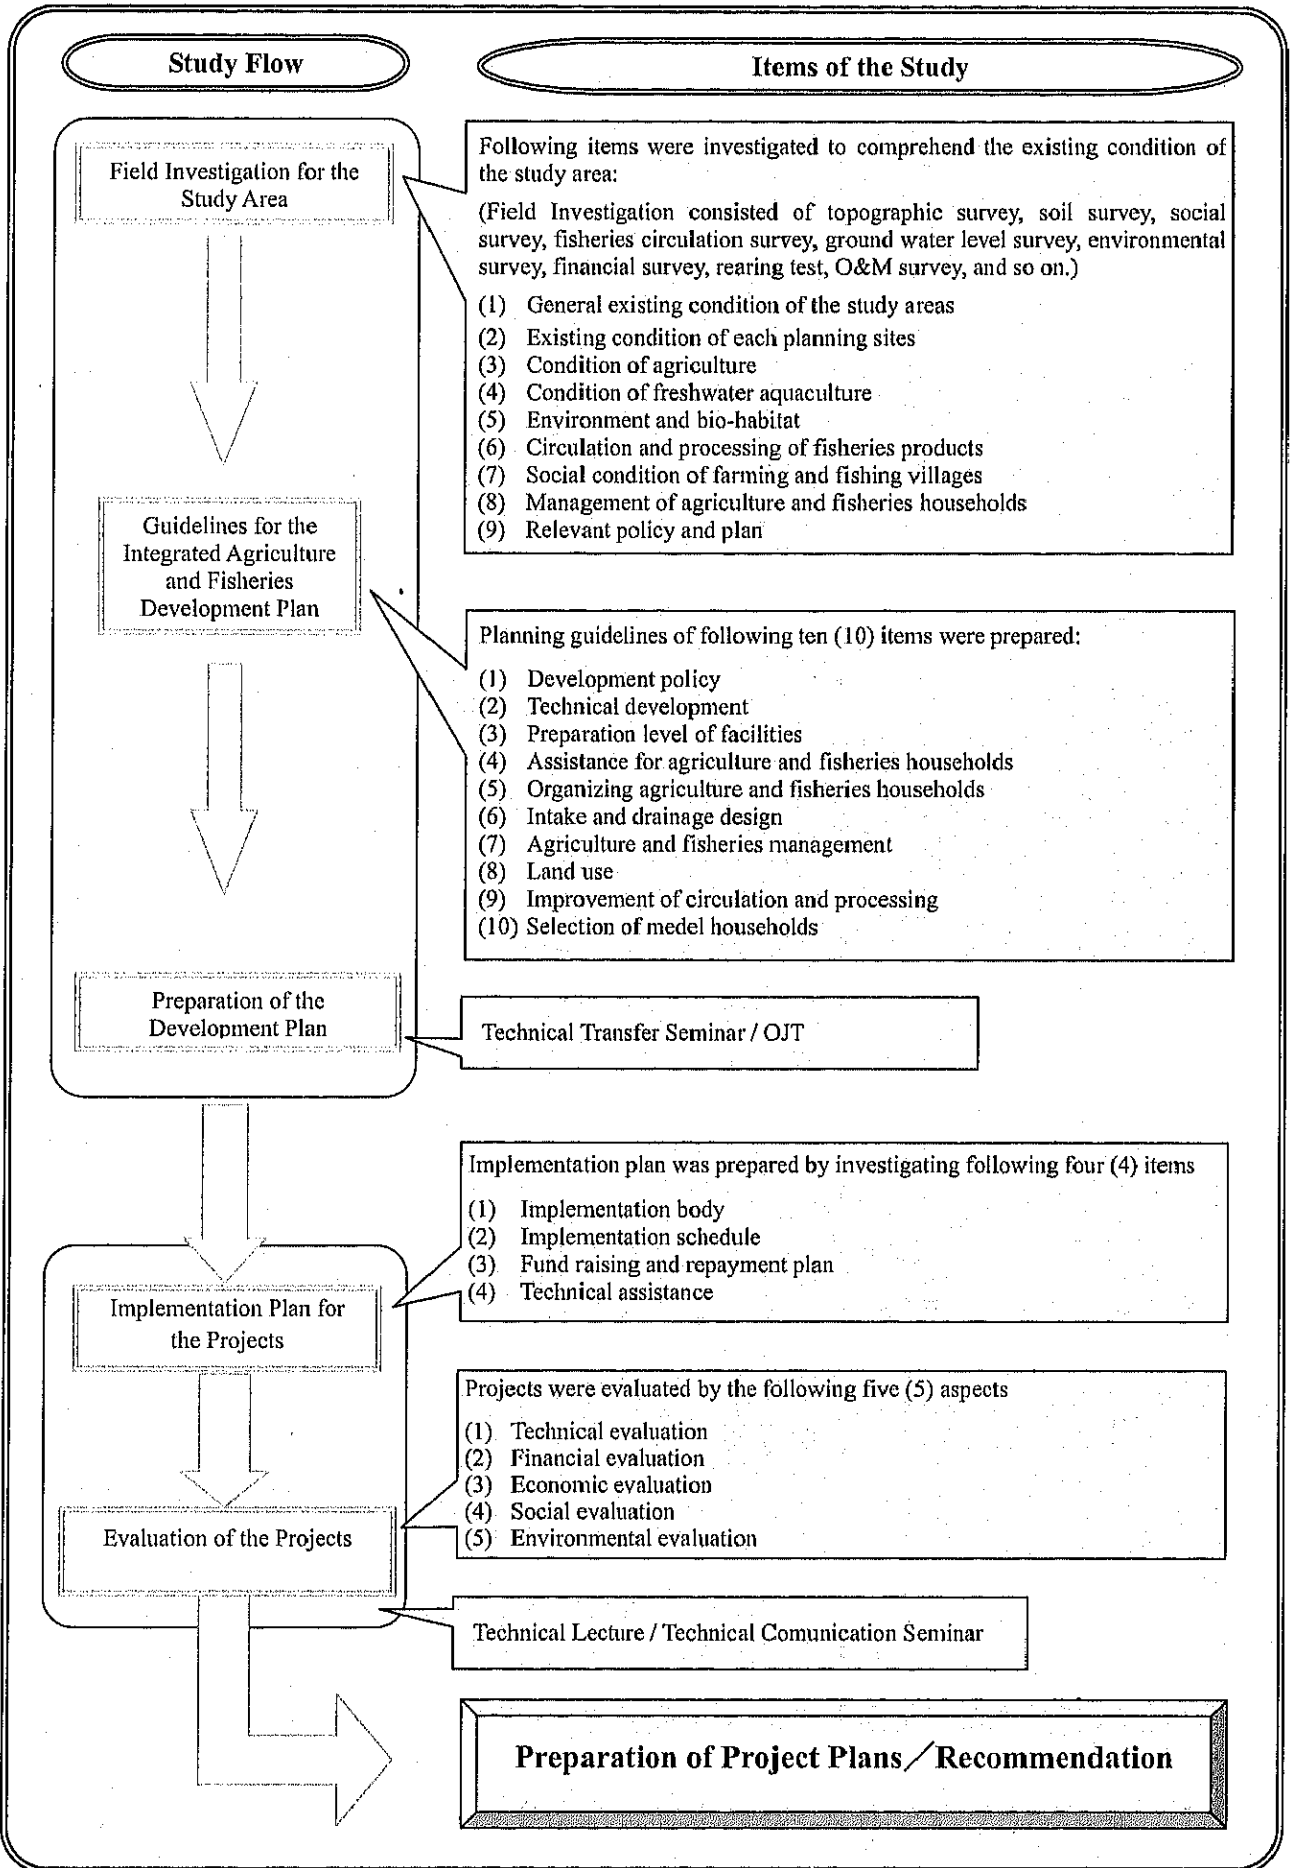 Study Flow
Items of the Study
Field Investigation for the
Study Area
Following items were investigated to comprehend the existing condition of
the study area:
(Field Investigation consisted of topographic survey, soil survey, social
survey, fisheries circulation survey, ground water level survey, environmental
survey, financial survey, rearing test, O&M survey, and so on.)
(1) General existing condition of the study areas
(2) Existing condition of each planning sites
(3) Condition of agriculture
(4) Condition of freshwater aquaculture
(5) Environment and bio-habitat
(6) Circulation and processing of fisheries products
(7) Social condition of farming and fishing villages
(8) Management of agriculture and fisheries households
(9) Relevant policy and plan
Guidelines for the
Integrated Agriculture
and Fisheries
Development Plan
Planning guidelines of following ten (10) items were prepared:
(1) Development policy
(2) Technical development
(3) Preparation level of facilities
(4) Assistance for agriculture and fisheries households
(5) Organizing agriculture and fisheries households
(6) Intake and drainage design
(7) Agriculture and fisheries management
(8) Land use
(9) Improvement of circulation and processing
(10) Selection of medel households
Preparation of the
Development Plan
Technical Transfer Seminar / OJT
Implementation plan was prepared by investigating following four (4) items
(1) Implementation body
(2) Implementation schedule
(3) Fund raising and repayment plan
(4) Technical assistance
Implementation Plan for
the Projects
Projects were evaluated by the following five (5) aspects
(1) Technical evaluation
(2) Financial evaluation
(3) Economic evaluation
(4) Social evaluation
(5) Environmental evaluation
Evaluation of the Projects
Technical Lecture / Technical Comunication Seminar
Preparation of Project Plans／Recommendation